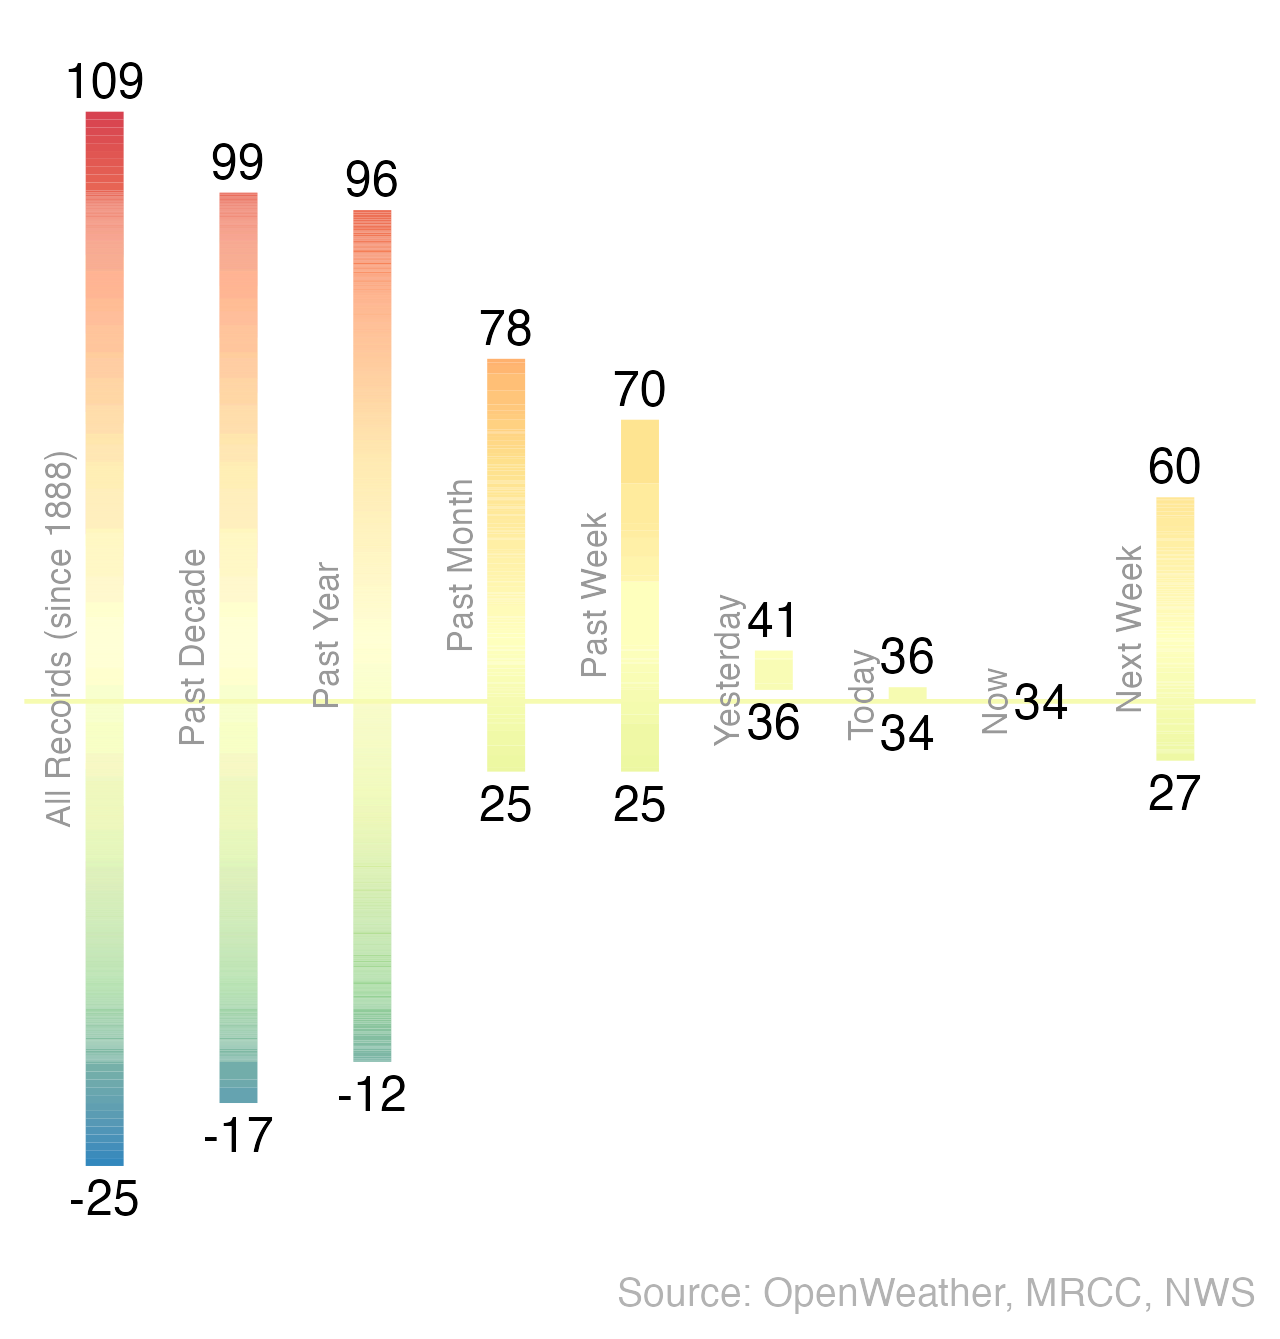 109
All Records (since 1888)
-25
99
Past Decade
-17
96
Past Year
-12
78
Past Month
25
70
Past Week
25
41
Yesterday
36
36
Today
34
Now
34
60
Next Week
27
Source: OpenWeather, MRCC, NWS